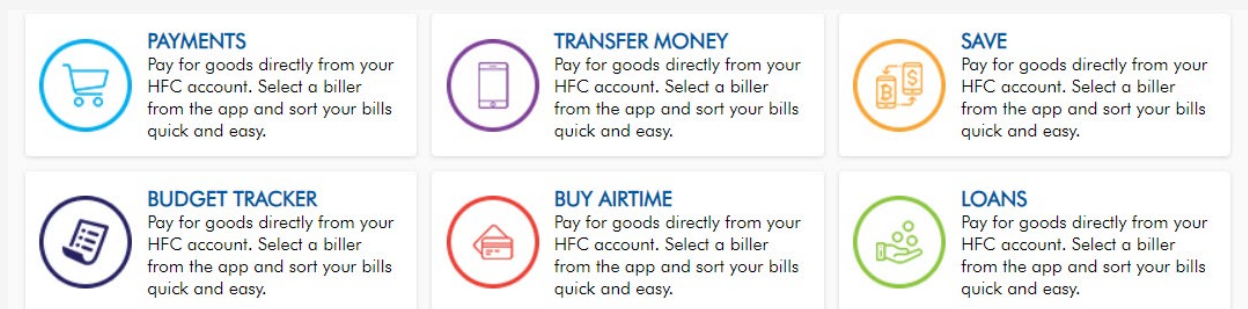 PAYMENTS
Pay for goods directly from your
HFC account. Select a biller
from the app and sort your bills
quick and easy.
TRANSFER MONEY
Pay for goods directly from your
HFC account. Select a biller
from the app and sort your bills
quick and easy.
SAVE
Pay for goods directly from your
HFC account. Select a biller
from the app and sort your bills
quick and easy.
BUDGET TRACKER
Pay for goods directly from your
HFC account. Select a biller
from the app and sort your bills
quick and easy.
BUY AIRTIME
Pay for goods directly from your
HFC account. Select a biller
from the app and sort your bills
quick and easy.
LOANS
Pay for goods directly from your
HFC account. Select a biller
from the app and sort your bills
quick and easy.